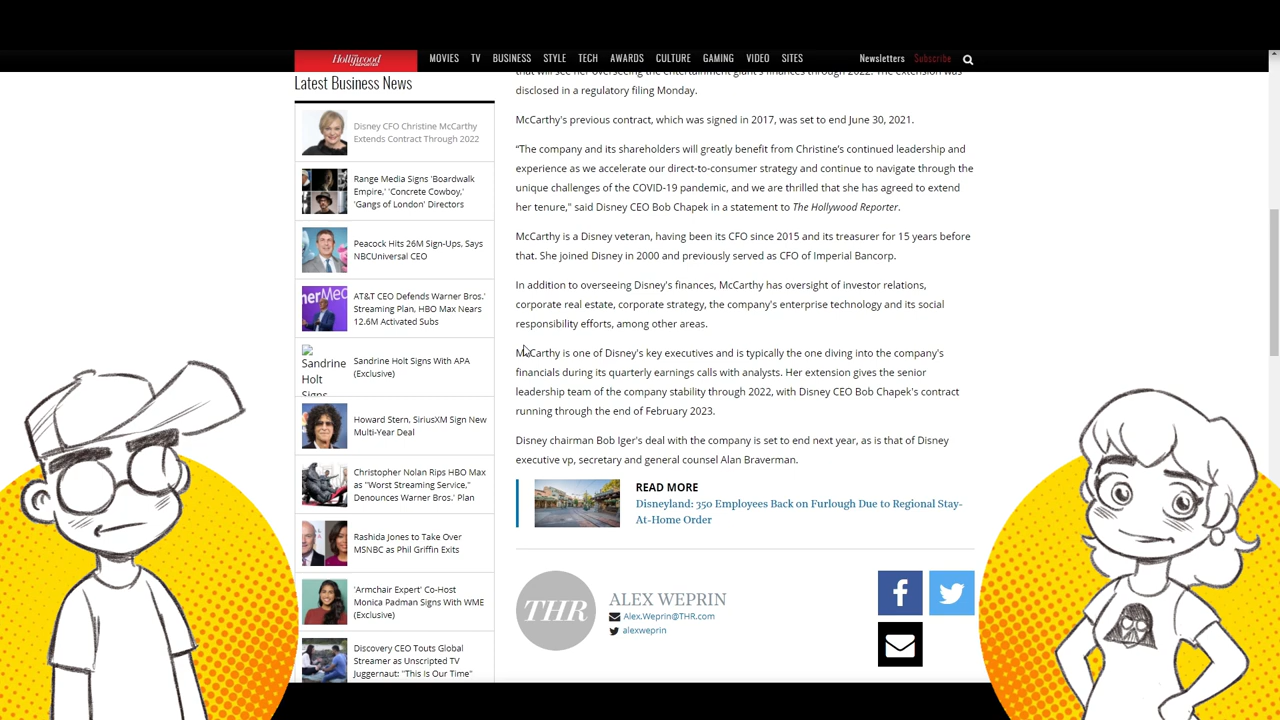 Hollywood
REPORTER
MOVIES TV BUSINESS STYLE TECH AWARDS CULTURE GAMING VIDEO SITES
Newsletters Subscribe
Latest Business News
Disney CFO Christine McCarthy
Extends Contract Through 2022
Range Media Signs 'Boardwalk
Empire,' 'Concrete Cowboy,'
'Gangs of London' Directors
Peacock Hits 26M Sign-Ups, Says
NBCUniversal CEO
AT&T CEO Defends Warner Bros.'
Streaming Plan, HBO Max Nears
12.6M Activated Subs
Sandrine
Holt
Signs
Sandrine Holt Signs With APA
(Exclusive)
Howard Stern, SiriusXM Sign New
Multi-Year Deal
Christopher Nolan Rips HBO Max
as "Worst Streaming Service,"
Denounces Warner Bros.' Plan
Rashida Jones to Take Over
MSNBC as Phil Griffin Exits
'Armchair Expert' Co-Host
Monica Padman Signs With WME
(Exclusive)
Discovery CEO Touts Global
Streamer as Unscripted TV
Juggernaut: "This Is Our Time"
that will see her overseeing the entertainment giant's finances through 2022. The extension was
disclosed in a regulatory filing Monday.
McCarthy's previous contract, which was signed in 2017, was set to end June 30, 2021.
“The company and its shareholders will greatly benefit from Christine’s continued leadership and
experience as we accelerate our direct-to-consumer strategy and continue to navigate through the
unique challenges of the COVID-19 pandemic, and we are thrilled that she has agreed to extend
her tenure," said Disney CEO Bob Chapek in a statement to The Hollywood Reporter.
McCarthy is a Disney veteran, having been its CFO since 2015 and its treasurer for 15 years before
that. She joined Disney in 2000 and previously served as CFO of Imperial Bancorp.
In addition to overseeing Disney's finances, McCarthy has oversight of investor relations,
corporate real estate, corporate strategy, the company's enterprise technology and its social
responsibility efforts, among other areas.
McCarthy is one of Disney's key executives and is typically the one diving into the company's
financials during its quarterly earnings calls with analysts. Her extension gives the senior
leadership team of the company stability through 2022, with Disney CEO Bob Chapek's contract
running through the end of February 2023.
Disney chairman Bob Iger's deal with the company is set to end next year, as is that of Disney
executive vp, secretary and general counsel Alan Braverman.
READ MORE
Disneyland: 350 Employees Back on Furlough Due to Regional Stay-
At-Home Order
THR
ALEX WEPRIN
Alex.Weprin@THR.com
alexweprin